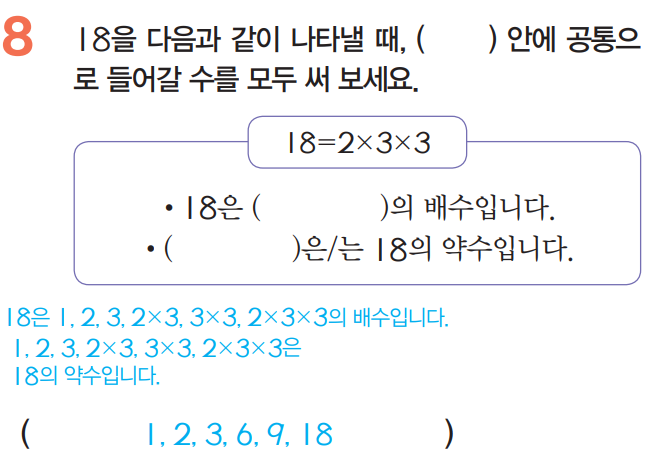 8 18을 다음과 같이 나타낼 때, (        ) 안에 공통으
로 들어갈 수를 모두 써 보세요.
18=2×3×3
• 18은 (            )의 배수입니다.
• (            )은/는 18의 약수입니다.
18은 1, 2, 3, 2×3, 3×3, 2×3×3의 배수입니다.
1, 2, 3, 2×3, 3×3, 2×3×3은
18의 약수입니다.
( 1, 2, 3, 6, 9, 18 )